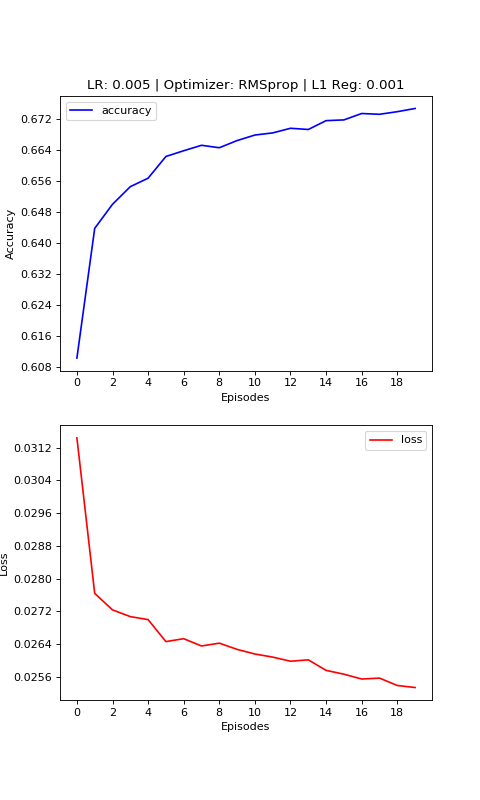 LR: 0.005 | Optimizer: RMSprop | L1 Reg: 0.001
accuracy
0.672
0.664
0.656
0.648
0.640
0.632
0.624
0.616
0.608
Accuracy
0 2 4 6 8 10 12 14 16 18
Episodes
loss
0.0312
0.0304
0.0296
0.0288
0.0280
0.0272
0.0264
0.0256
Loss
0 2 4 6 8 10 12 14 16 18
Episodes